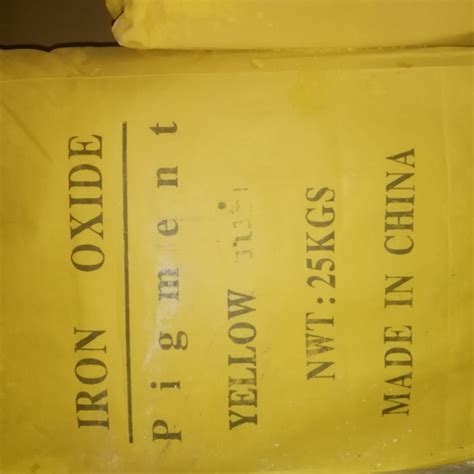 IRON OXIDE
Pigment
YELLOW
NWT:25KGS
MADE IN CHINA